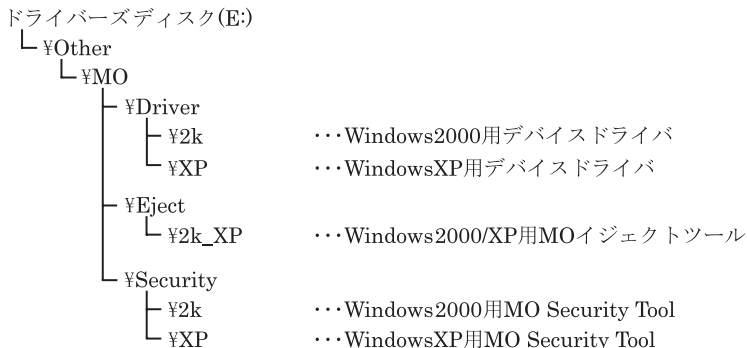 ドライバーズディスク(E:)
¥Other
¥MO
¥Driver
¥2k ･･･Windows2000用デバイスドライバ
¥XP ･･･WindowsXP用デバイスドライバ
¥Eject
¥2k_XP ･･･Windows2000/XP用MOイジェクトツール
¥Security
¥2k ･･･Windows2000用MO Security Tool
¥XP ･･･WindowsXP用MO Security Tool